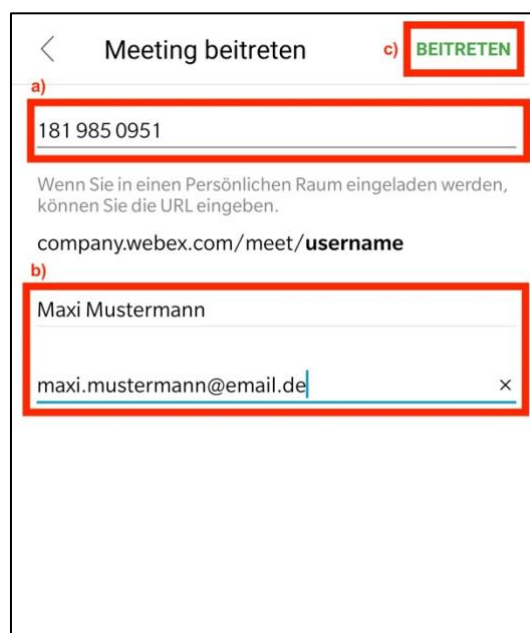 Meeting beitreten c) BEITRETEN
a)
181 985 0951
Wenn Sie in einen Persönlichen Raum eingeladen werden,
können Sie die URL eingeben.
company.webex.com/meet/username
b)
Maxi Mustermann
maxi.mustermann@email.de ×